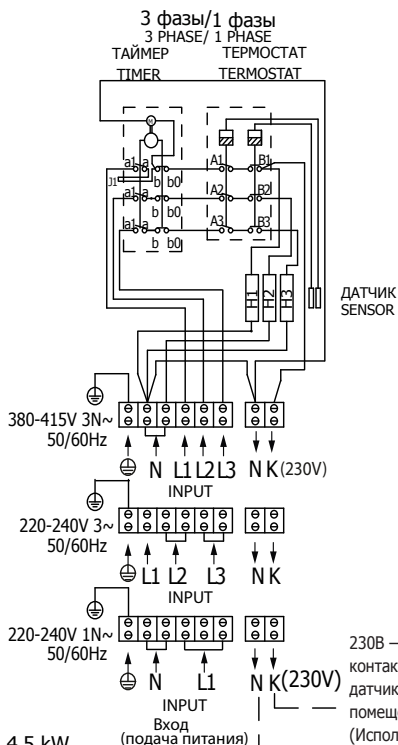 3 фазы/1 фазы
3 PHASE/ 1 PHASE
ТАЙМЕР ТЕРМОСТАТ
TIMER TERMOSTAT
M
a1 a A1 B1
J1 b b0
a1 a A2 B2
b b0
a1 a A3 B3
b b0
H1 H2 H3
ДАТЧИК
SENSOR
380-415V 3N~
50/60Hz
N L1 L2 L3 N K (230V)
INPUT
220-240V 3~
50/60Hz
L1 L2 L3 N K
INPUT
220-240V 1N~
50/60Hz
N L1 N K(230V)
INPUT
Вход
(подача питания)
4,5 kW
230В –
контак
датчик
помещ
(Испол